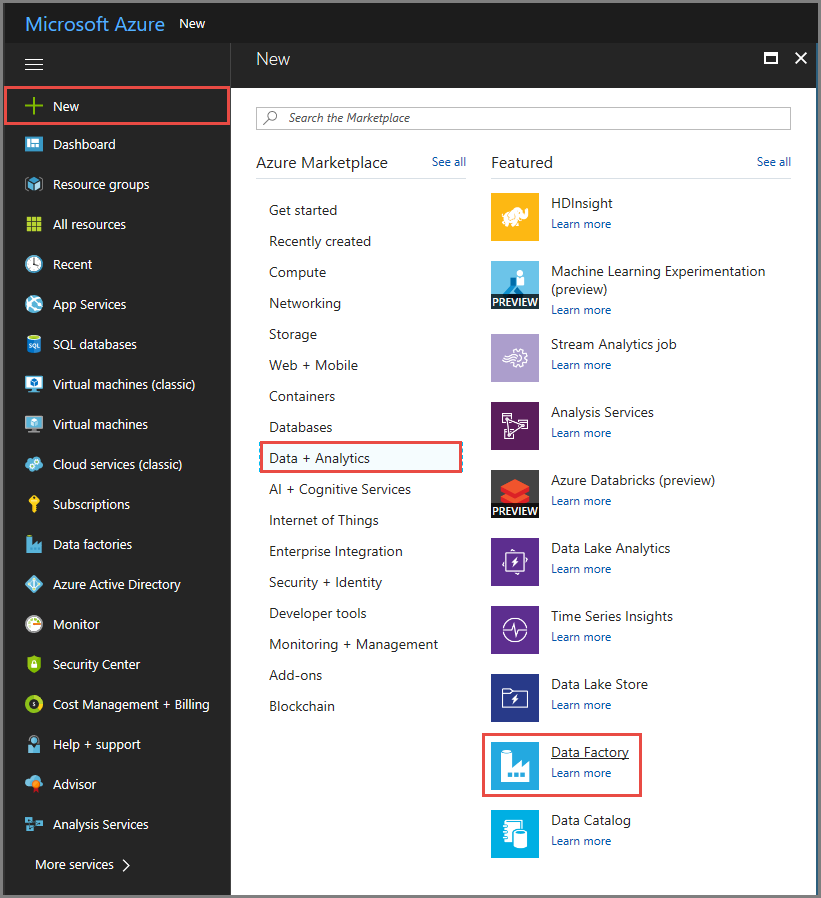 Microsoft Azure New
New
New
Dashboard
Resource groups
All resources
Recent
App Services
SQL databases
SQL
Virtual machines (classic)
Virtual machines
Cloud services (classic)
Subscriptions
Data factories
Azure Active Directory
Monitor
Security Center
Cost Management + Billing
Help + support
Advisor
Analysis Services
More services
Search the Marketplace
Azure Marketplace See all
Get started
Recently created
Compute
Networking
Storage
Web + Mobile
Containers
Databases
Data + Analytics
AI + Cognitive Services
Internet of Things
Enterprise Integration
Security + Identity
Developer tools
Monitoring + Management
Add-ons
Blockchain
Featured See all
HDInsight
Learn more
Machine Learning Experimentation
(preview)
Learn more
PREVIEW
Stream Analytics job
Learn more
Analysis Services
Learn more
Azure Databricks (preview)
Learn more
PREVIEW
Data Lake Analytics
Learn more
Time Series Insights
Learn more
Data Lake Store
Learn more
Data Factory
Learn more
Data Catalog
Learn more